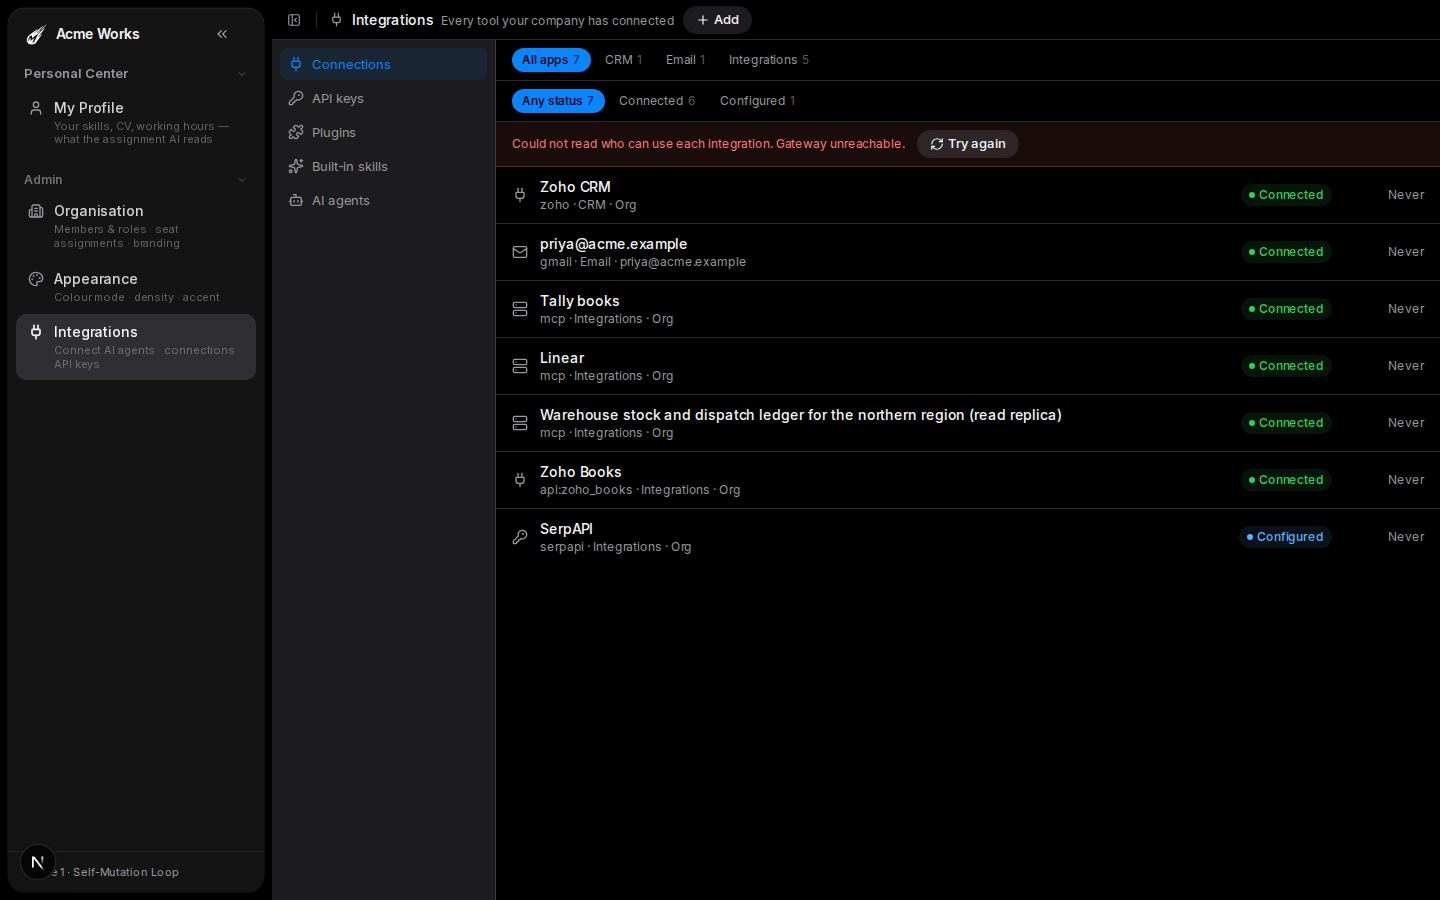 Acme Works
Personal Center
My Profile
Your skills, CV, working hours —
what the assignment AI reads
Admin
Organisation
Members & roles · seat
assignments · branding
Appearance
Colour mode · density · accent
Integrations
Connect AI agents · connections ·
API keys
N
e 1 · Self-Mutation Loop
Integrations Every tool your company has connected Add
Connections
API keys
Plugins
Built-in skills
AI agents
All apps 7 CRM 1 Email 1 Integrations 5
Any status 7 Connected 6 Configured 1
Could not read who can use each integration. Gateway unreachable. Try again
Zoho CRM
zoho · CRM · Org
Connected Never
priya@acme.example
gmail · Email · priya@acme.example
Connected Never
Tally books
mcp · Integrations · Org
Connected Never
Linear
mcp · Integrations · Org
Connected Never
Warehouse stock and dispatch ledger for the northern region (read replica)
mcp · Integrations · Org
Connected Never
Zoho Books
api:zoho_books · Integrations · Org
Connected Never
SerpAPI
serpapi · Integrations · Org
Configured Never